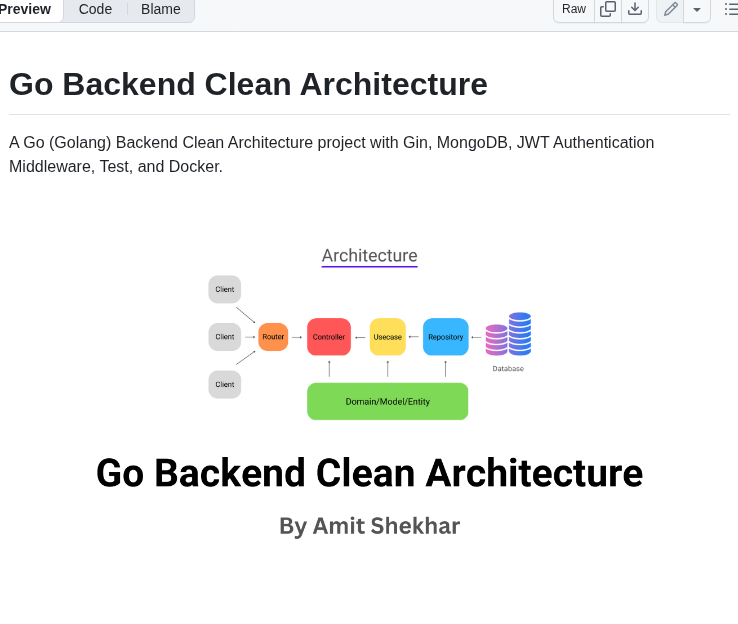 Preview Code Blame Raw
Go Backend Clean Architecture
A Go (Golang) Backend Clean Architecture project with Gin, MongoDB, JWT Authentication
Middleware, Test, and Docker.
Architecture
Client
Client Router Controller Usecase Repository
Database
Client
Domain/Model/Entity
Go Backend Clean Architecture
By Amit Shekhar